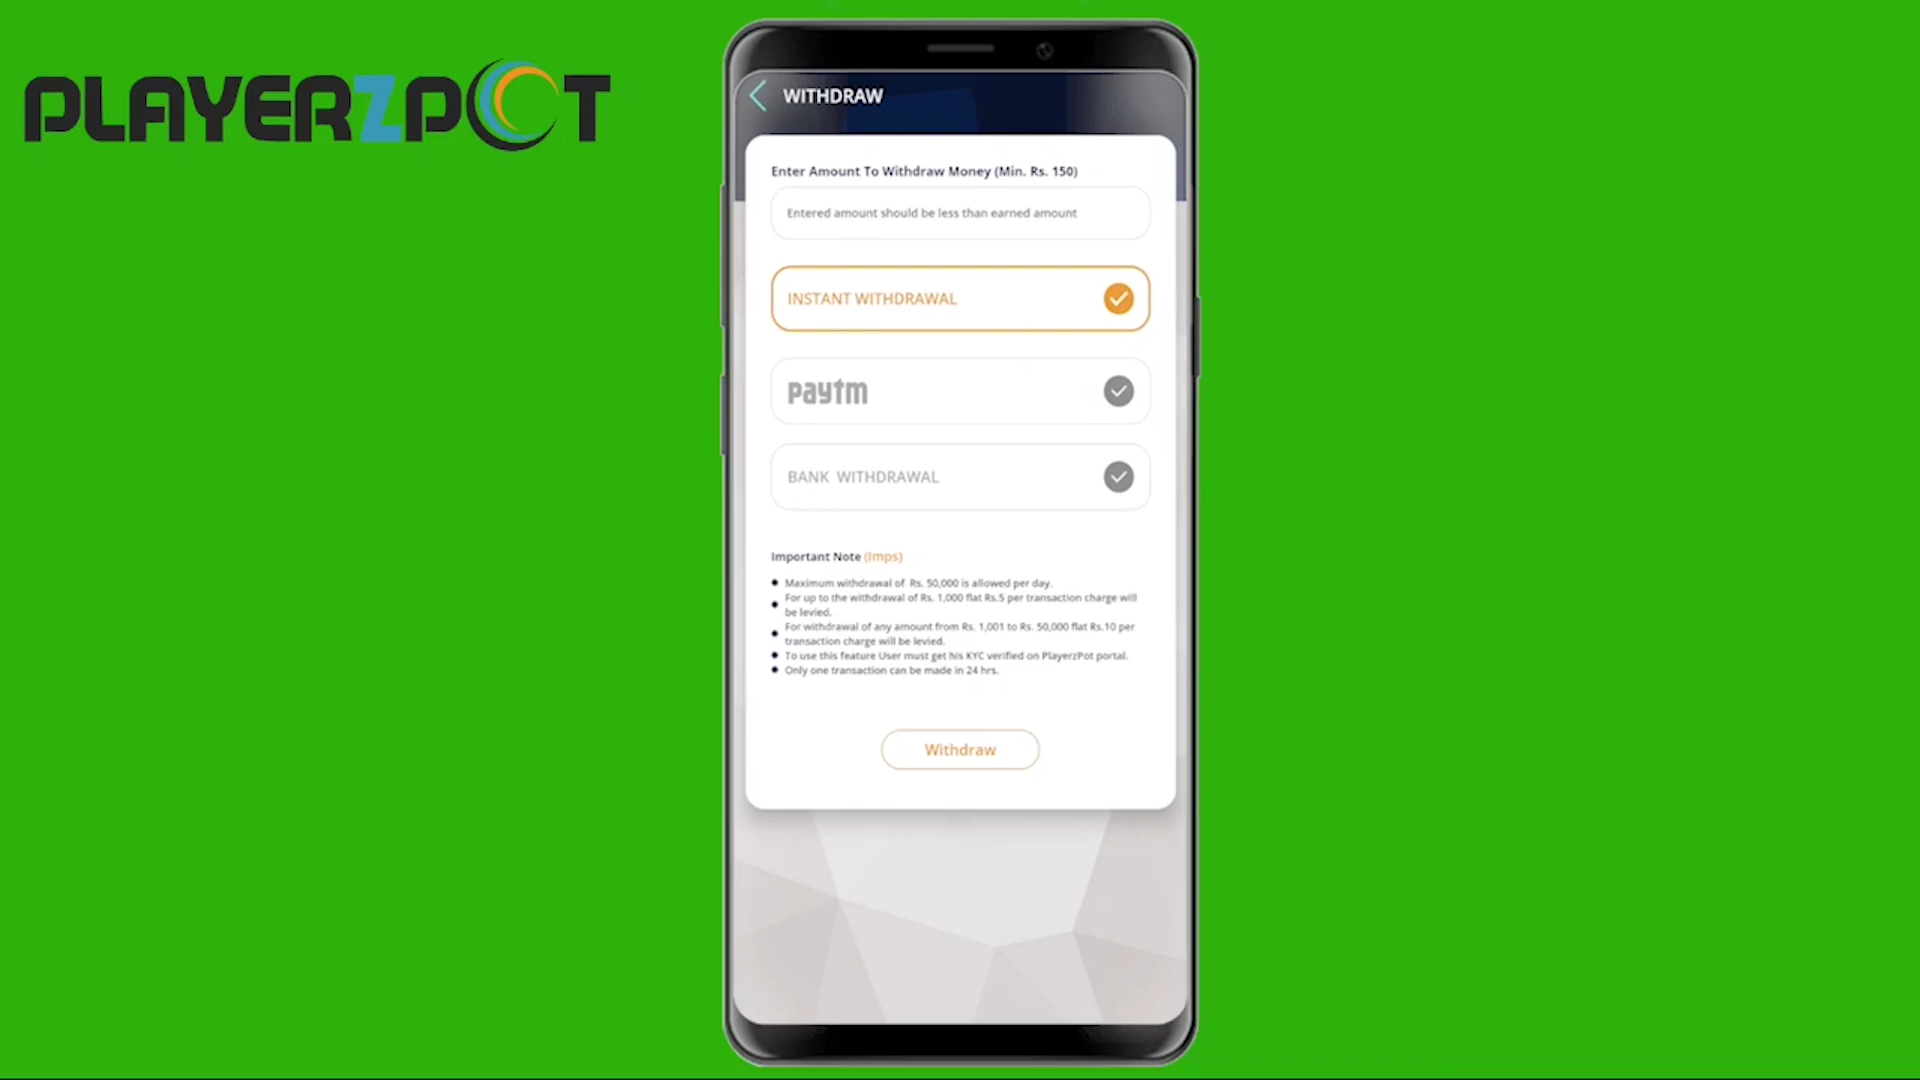 PLAYERZPOT
WITHDRAW
Enter Amount To Withdraw Money (Min. Rs. 150)
Entered amount should be less than earned amount
INSTANT WITHDRAWAL
paytm
BANK WITHDRAWAL
Important Note (Imps)
Maximum withdrawal of Rs. 50,000 is allowed per day.
For up to the withdrawal of Rs. 1,000 flat Rs.5 per transaction charge will
be levied.
For withdrawal of any amount from Rs. 1,001 to Rs. 50,000 flat Rs.10 per
transaction charge will be levied.
To use this feature User must get his KYC verified on PlayerzPot portal.
Only one transaction can be made in 24 hrs.
Withdraw